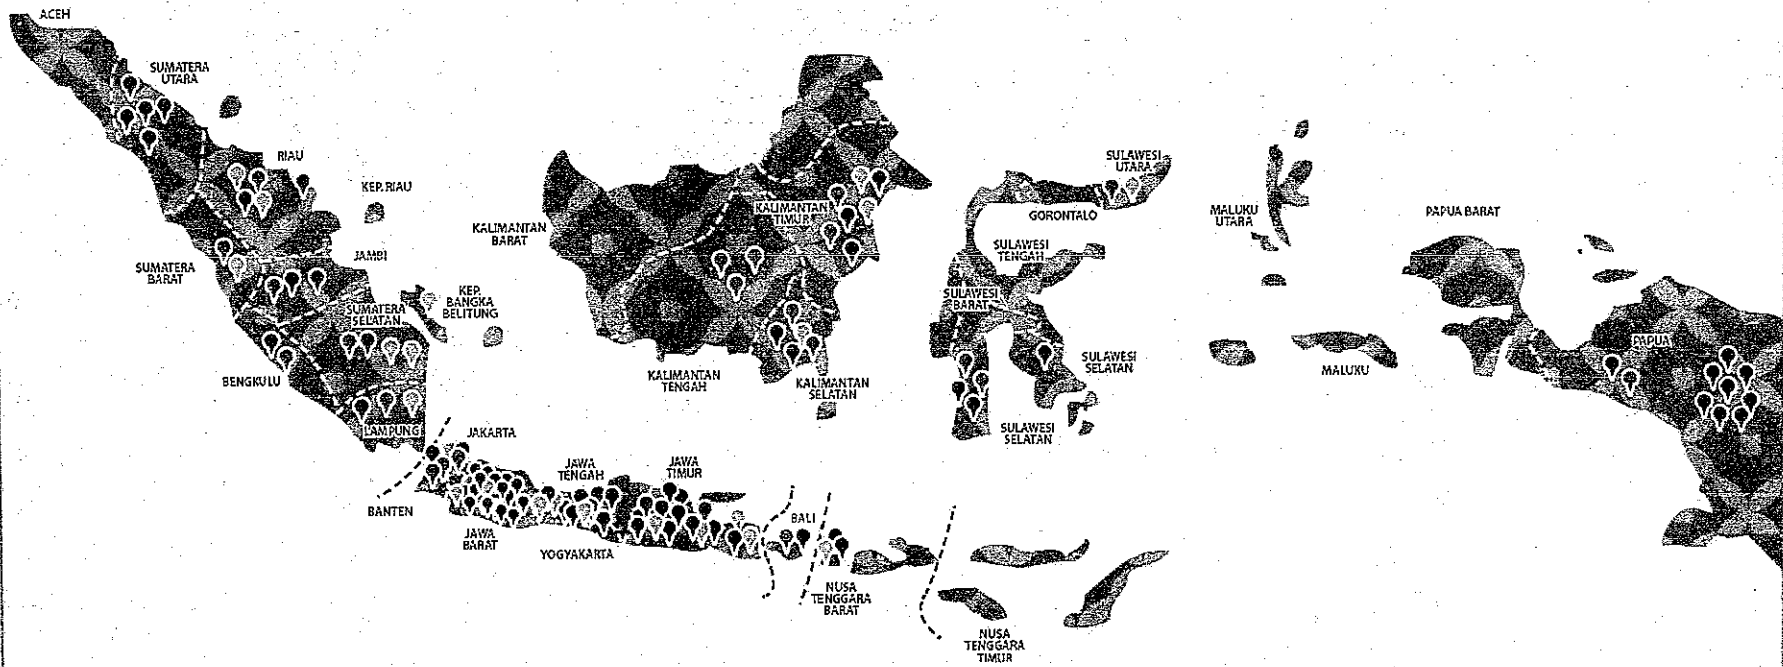 ACEH
SUMATERA
UTARA
RIAU
KEP. RIAU
SUMATERA
BARAT
JAMBI
KEP.
BANGKA
BELITUNG
SUMATERA
SELATAN
BENGKULU
LAMPUNG
JAKARTA
BANTEN
JAWA
BARAT
JAWA
TENGAH
YOGYAKARTA
JAWA
TIMUR
BALI
NUSA
TENGGARA
BARAT
NUSA
TENGGARA
TIMUR
KALIMANTAN
BARAT
KALIMANTAN
TIMUR
KALIMANTAN
TENGAH
KALIMANTAN
SELATAN
SULAWESI
UTARA
GORONTALO
SULAWESI
TENGAH
SULAWESI
BARAT
SULAWESI
SELATAN
SULAWESI
SELATAN
MALUKU
UTARA
MALUKU
PAPUA BARAT
PAPUA